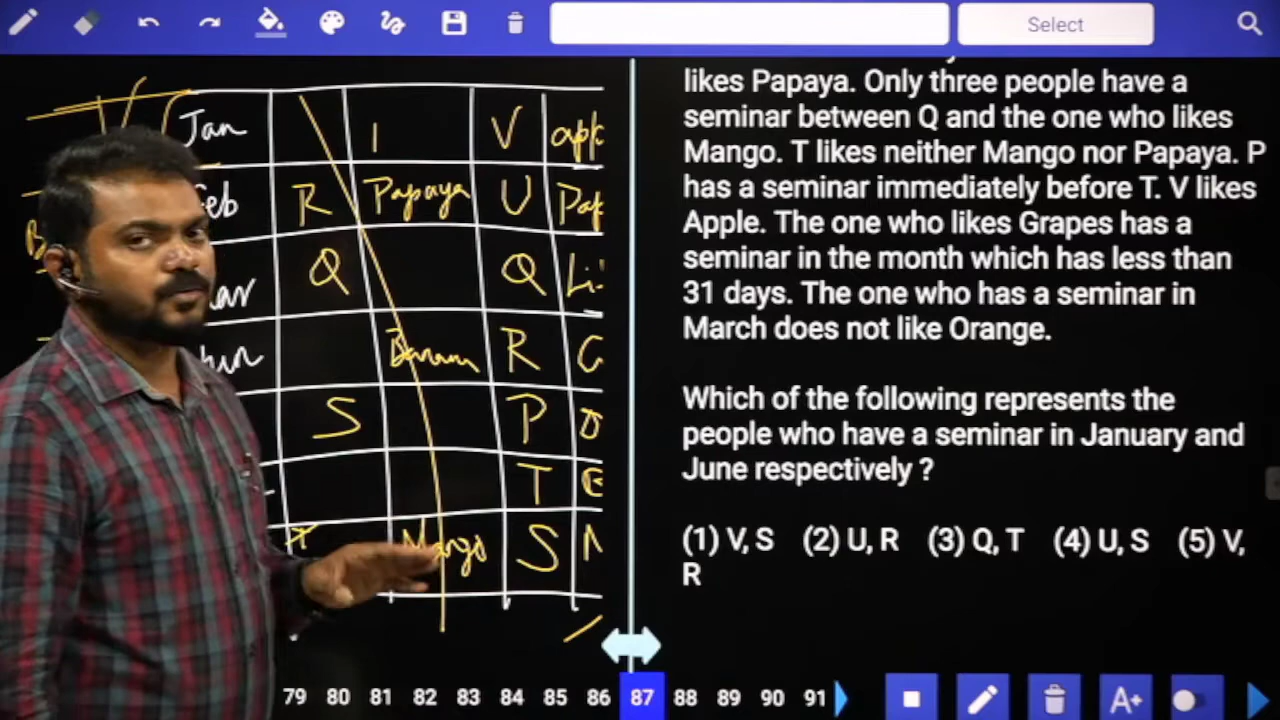 Select
Jan I V
Feb R Papaya U Pap
Q Q
R
S P
T
Mango S
likes Papaya. Only three people have a
seminar between Q and the one who likes
Mango. T likes neither Mango nor Papaya. P
has a seminar immediately before T. V likes
Apple. The one who likes Grapes has a
seminar in the month which has less than
31 days. The one who has a seminar in
March does not like Orange.
Which of the following represents the
people who have a seminar in January and
June respectively ?
(1) V, S (2) U, R (3) Q, T (4) U, S (5) V,
R
79 80 81 82 83 84 85 86 87 88 89 90 91
A+